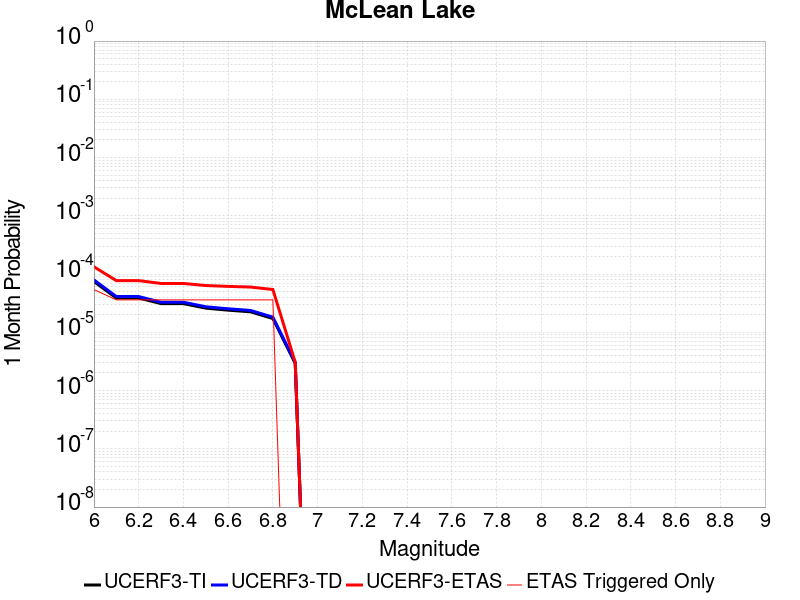 McLean Lake
10^0
10^-1
10^-2
10^-3
10^-4
10^-5
10^-6
10^-7
10^-8
1 Month Probability
6 6.2 6.4 6.6 6.8 7 7.2 7.4 7.6 7.8 8 8.2 8.4 8.6 8.8 9
Magnitude
UCERF3-TI UCERF3-TD UCERF3-ETAS ETAS Triggered Only